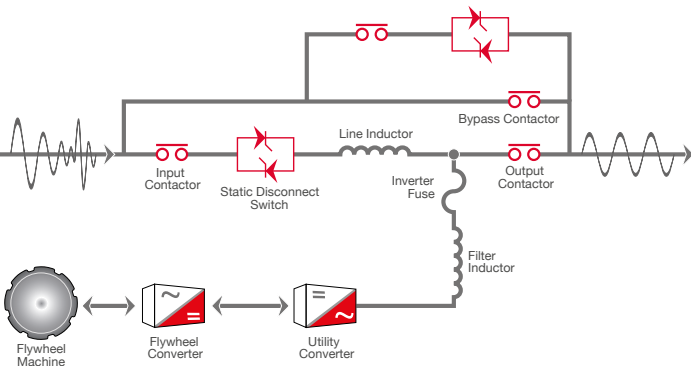 Bypass Contactor
Line Inductor
Input
Contactor
Static Disconnect
Switch
Inverter
Fuse
Output
Contactor
Filter
Inductor
Flywheel
Machine
Flywheel
Converter
Utility
Converter